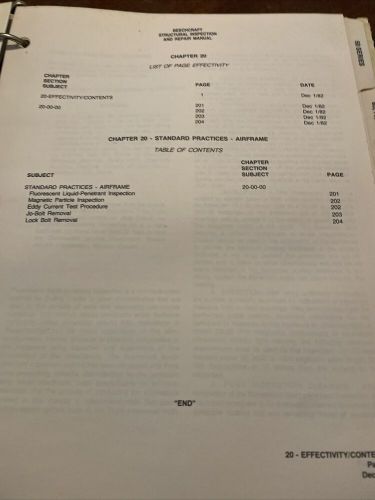 BEECHCRAFT
STRUCTURAL INSPECTION
AND REPAIR MANUAL
CHAPTER 20
LIST OF PAGE EFFECTIVITY
CHAPTER
SECTION
SUBJECT PAGE DATE
20-EFFECTIVITY/CONTENTS 1 Dec 1/82
20-00-00 201 Dec 1/82
202 Dec 1/82
203 Dec 1/82
204 Dec 1/82
CHAPTER 20 - STANDARD PRACTICES - AIRFRAME
TABLE OF CONTENTS
CHAPTER
SECTION
SUBJECT SUBJECT PAGE
STANDARD PRACTICES - AIRFRAME 20-00-00
Fluorescent Liquid-Penetrant Inspection 201
Magnetic Particle Inspection 202
Eddy Current Test Procedure 202
Jo-Bolt Removal 203
Lock Bolt Removal 204
"END"
20 - EFFECTIVITY/CONTE
Pa
Dec
90 SERIES